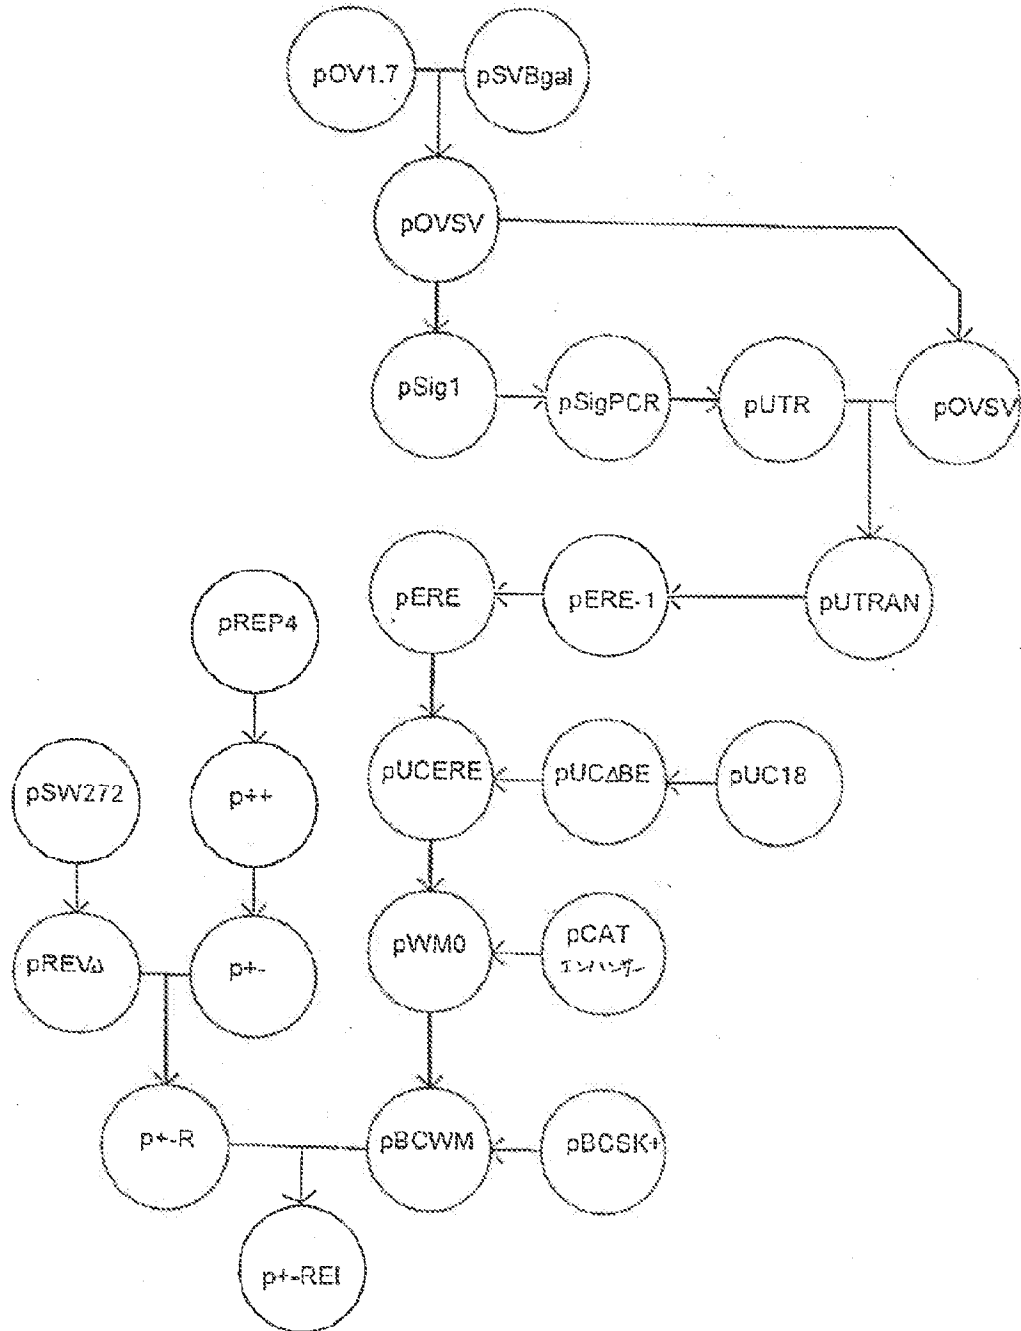 pOV1.7
pSVBgal
pOVSV
pSig1
pSigPCR
pUTR
pOVSV
pERE
pERE-1
pUTRAN
pREP4
pUCERE
pUCΔBE
pUC18
pSW272
p++
pWM0
pCAT
エンハンサー
pREVω
p+-
p+-R
pBCWM
pBCSK+
p+-REI